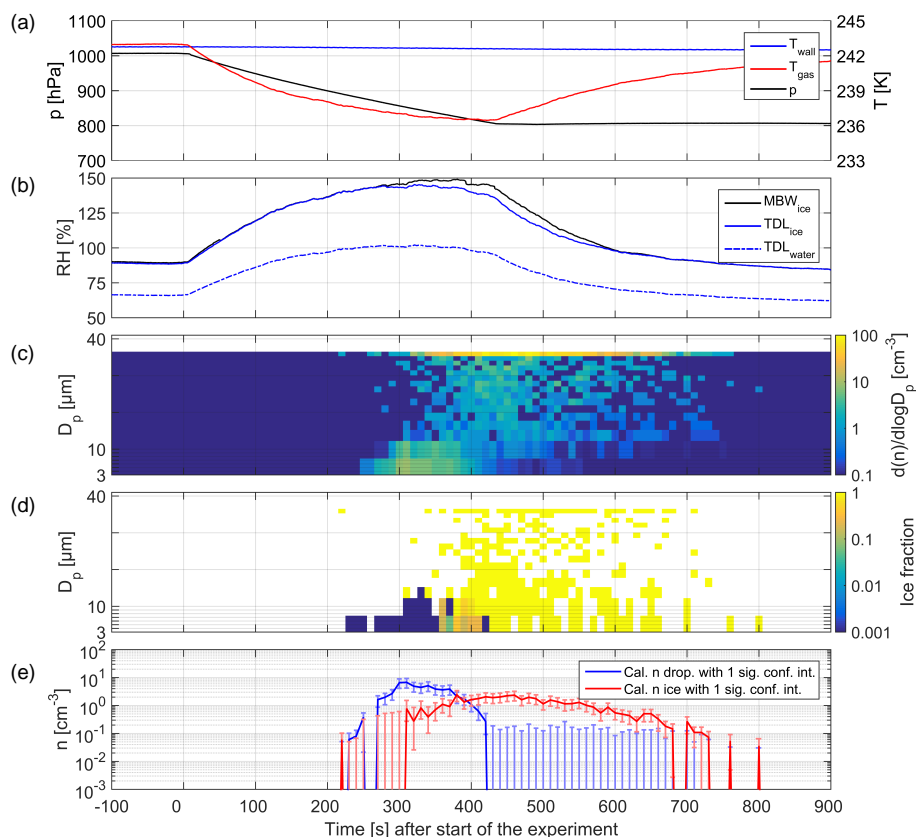 (a)
1100
1000
900
800
700
p [hPa]
245
242
239
236
233
T [K]
T_wall
T_gas
p
(b)
150
125
100
75
50
RH [%]
MBW_ice
TDL_ice
TDL_water
(c)
40
10
3
D_p [µm]
100
10
1
0.1
d(n)/dlogD_p [cm^-3]
(d)
40
10
3
D_p [µm]
1
0.1
0.01
0.001
Ice fraction
(e)
10^2
10^1
10^0
10^-1
10^-2
10^-3
n [cm^-3]
Cal. n drop. with 1 sig. conf. int.
Cal. n ice with 1 sig. conf. int.
-100 0 100 200 300 400 500 600 700 800 900
Time [s] after start of the experiment